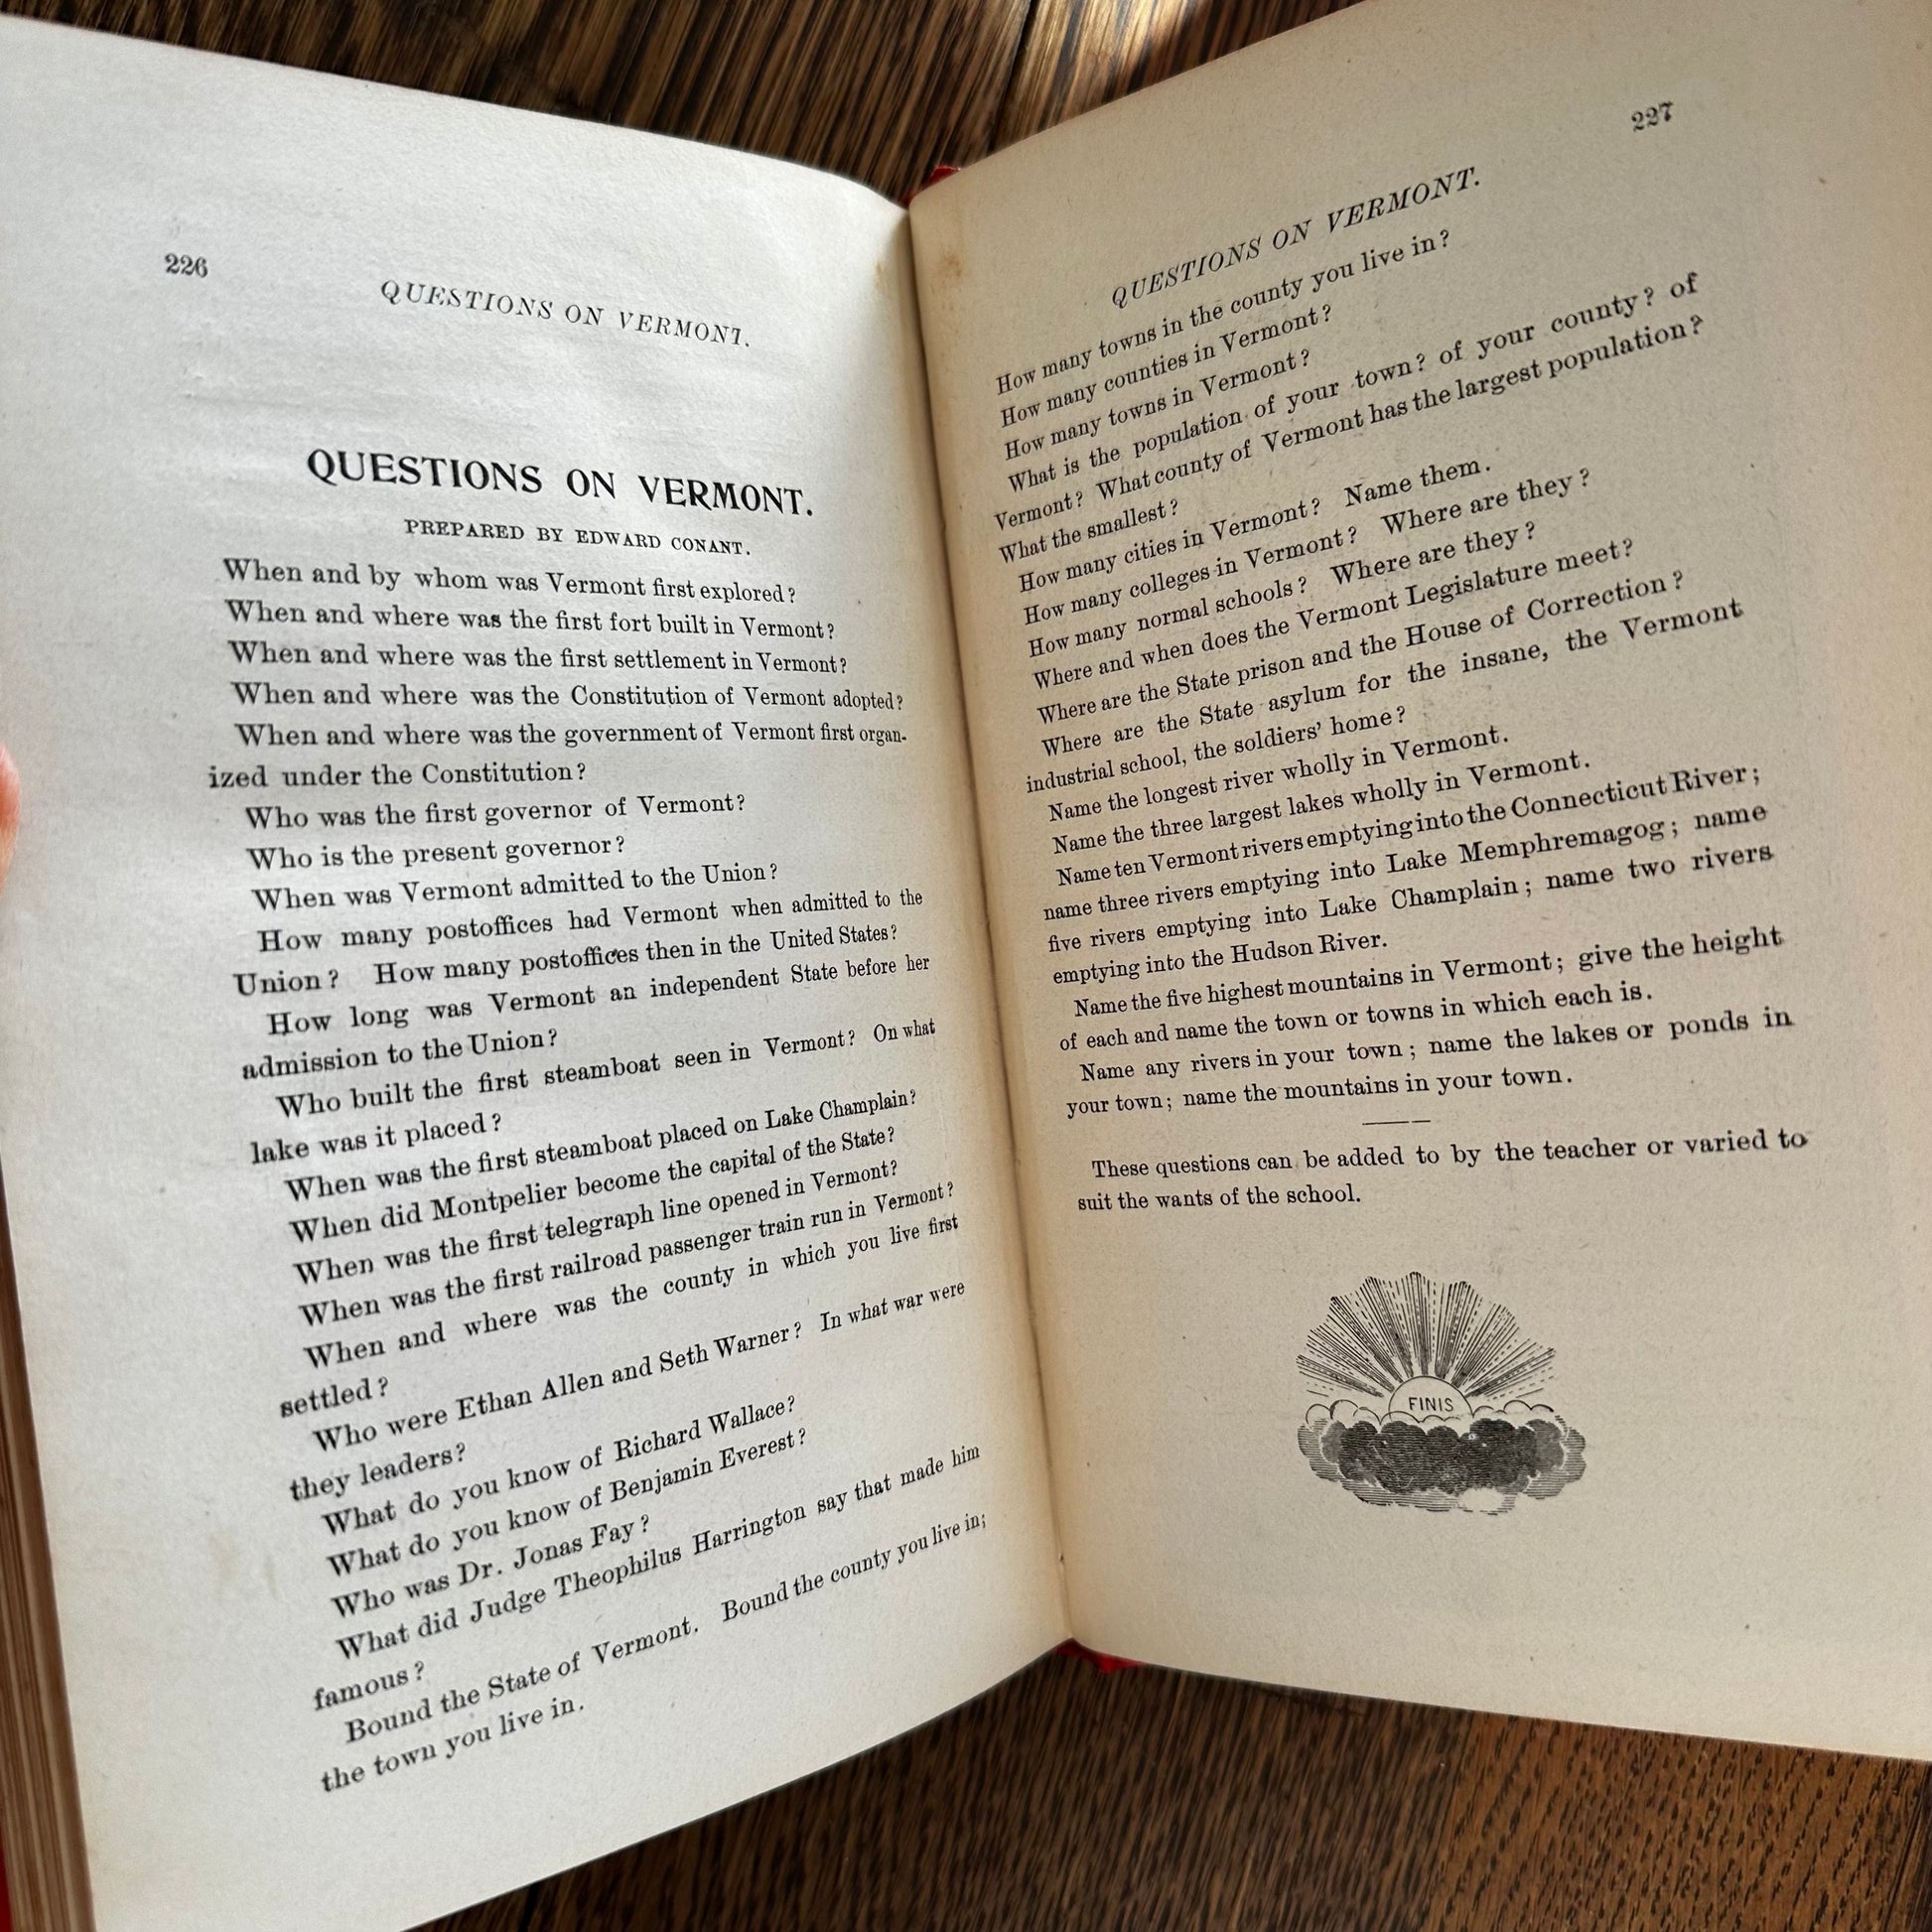 226
QUESTIONS ON VERMONT.
QUESTIONS ON VERMONT.
PREPARED BY EDWARD CONANT.
When and by whom was Vermont first explored?
When and where was the first fort built in Vermont?
When and where was the first settlement in Vermont?
When and where was the Constitution of Vermont adopted?
When and where was the government of Vermont first organ-
ized under the Constitution?
Who was the first governor of Vermont?
Who is the present governor?
When was Vermont admitted to the Union?
How many postoffices had Vermont when admitted to the
Union? How many postoffices then in the United States?
How long was Vermont an independent State before her
admission to the Union?
Who built the first steamboat seen in Vermont? On what
lake was it placed?
When was the first steamboat placed on Lake Champlain?
When did Montpelier become the capital of the State?
When was the first telegraph line opened in Vermont?
When was the first railroad passenger train run in Vermont?
When and where was the county in which you live first
settled?
Who were Ethan Allen and Seth Warner? In what war were
they leaders?
What do you know of Richard Wallace?
What do you know of Benjamin Everest?
Who was Dr. Jonas Fay?
What did Judge Theophilus Harrington say that made him
famous?
Bound the State of Vermont. Bound the county you live in;
the town you live in.
227
QUESTIONS ON VERMONT.
How many towns in the county you live in?
How many counties in Vermont?
How many towns in Vermont?
What is the population of your town? of your county? of
Vermont? What county of Vermont has the largest population?
What the smallest?
How many cities in Vermont? Name them.
How many colleges in Vermont? Where are they?
How many normal schools? Where are they?
Where and when does the Vermont Legislature meet?
Where are the State prison and the House of Correction?
Where are the State asylum for the insane, the Vermont
industrial school, the soldiers' home?
Name the longest river wholly in Vermont.
Name the three largest lakes wholly in Vermont.
Name ten Vermont rivers emptying into the Connecticut River;
name three rivers emptying into Lake Memphremagog; name
five rivers emptying into Lake Champlain; name two rivers
emptying into the Hudson River.
Name the five highest mountains in Vermont; give the height
of each and name the town or towns in which each is.
Name any rivers in your town; name the lakes or ponds in
your town; name the mountains in your town.
These questions can be added to by the teacher or varied to
suit the wants of the school.
FINIS